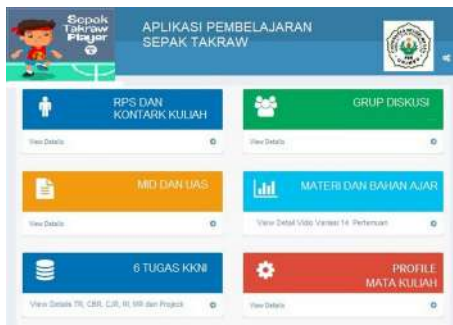 Sepak
Takraw
Player
APLIKASI PEMBELAJARAN
SEPAK TAKRAW
RPS DAN
KONTARK KULIAH
View Details
GRUP DISKUSI
View Details
MID DAN UAS
View Details
MATERI DAN BAHAN AJAR
View Detail Vidio Variasi 14 Pertemuan
6 TUGAS KKNI
View Details TR, CBR, CJR, RI, MR dan Project
PROFILE
MATA KULIAH
View Details